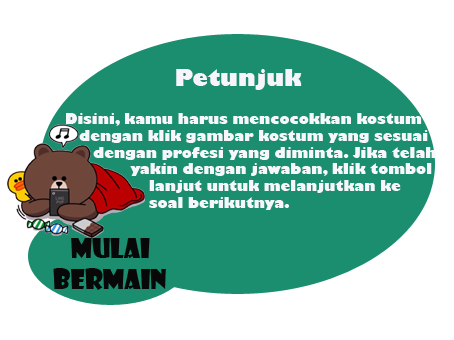 Petunjuk
Disini, kamu harus mencocokkan kostum
dengan klik gambar kostum yang sesuai
dengan profesi yang diminta. Jika telah
yakin dengan jawaban, klik tombol
lanjut untuk melanjutkan ke
soal berikutnya.
MULAI
BERMAIN